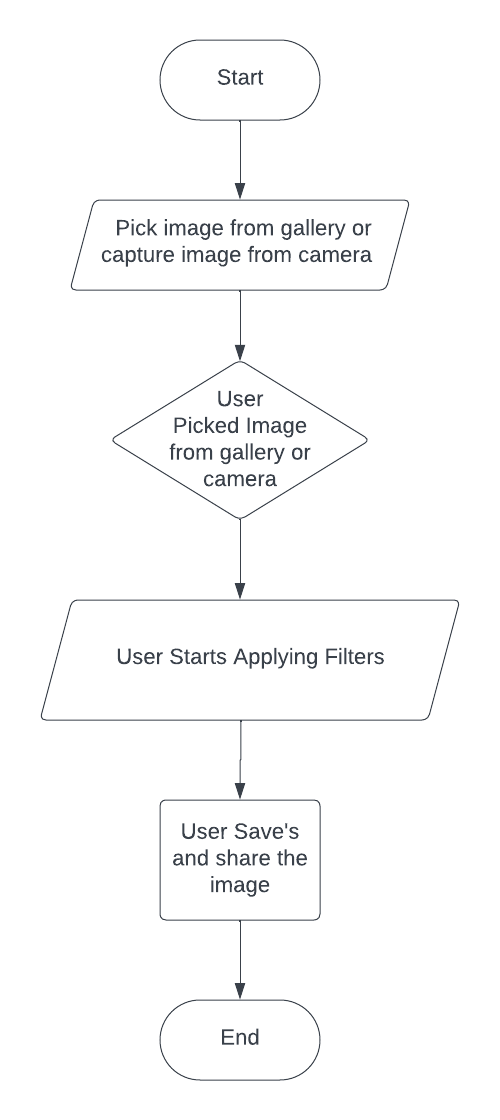 Start
Pick image from gallery or
capture image from camera
User
Picked Image
from gallery or
camera
User Starts Applying Filters
User Save's
and share the
image
End